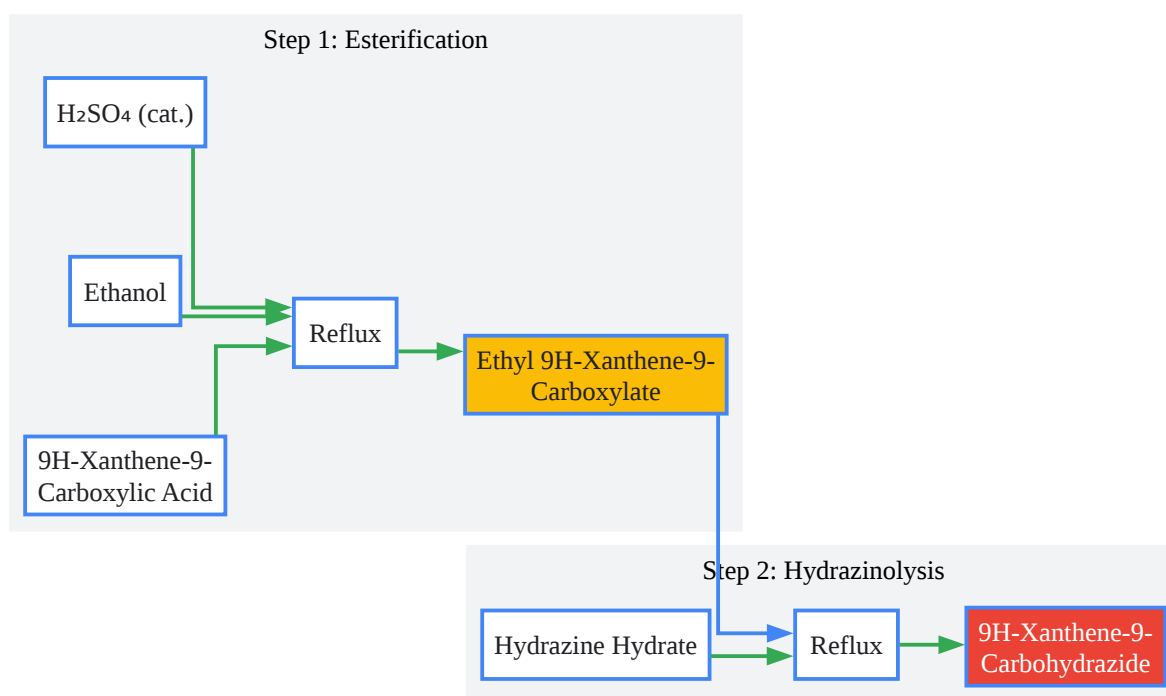 Step 1: Esterification
H₂SO₄ (cat.)
Ethanol
Reflux
Ethyl 9H-Xanthene-9-
Carboxylate
9H-Xanthene-9-
Carboxylic Acid
Step 2: Hydrazinolysis
Hydrazine Hydrate
Reflux
9H-Xanthene-9-
Carbohydrazide